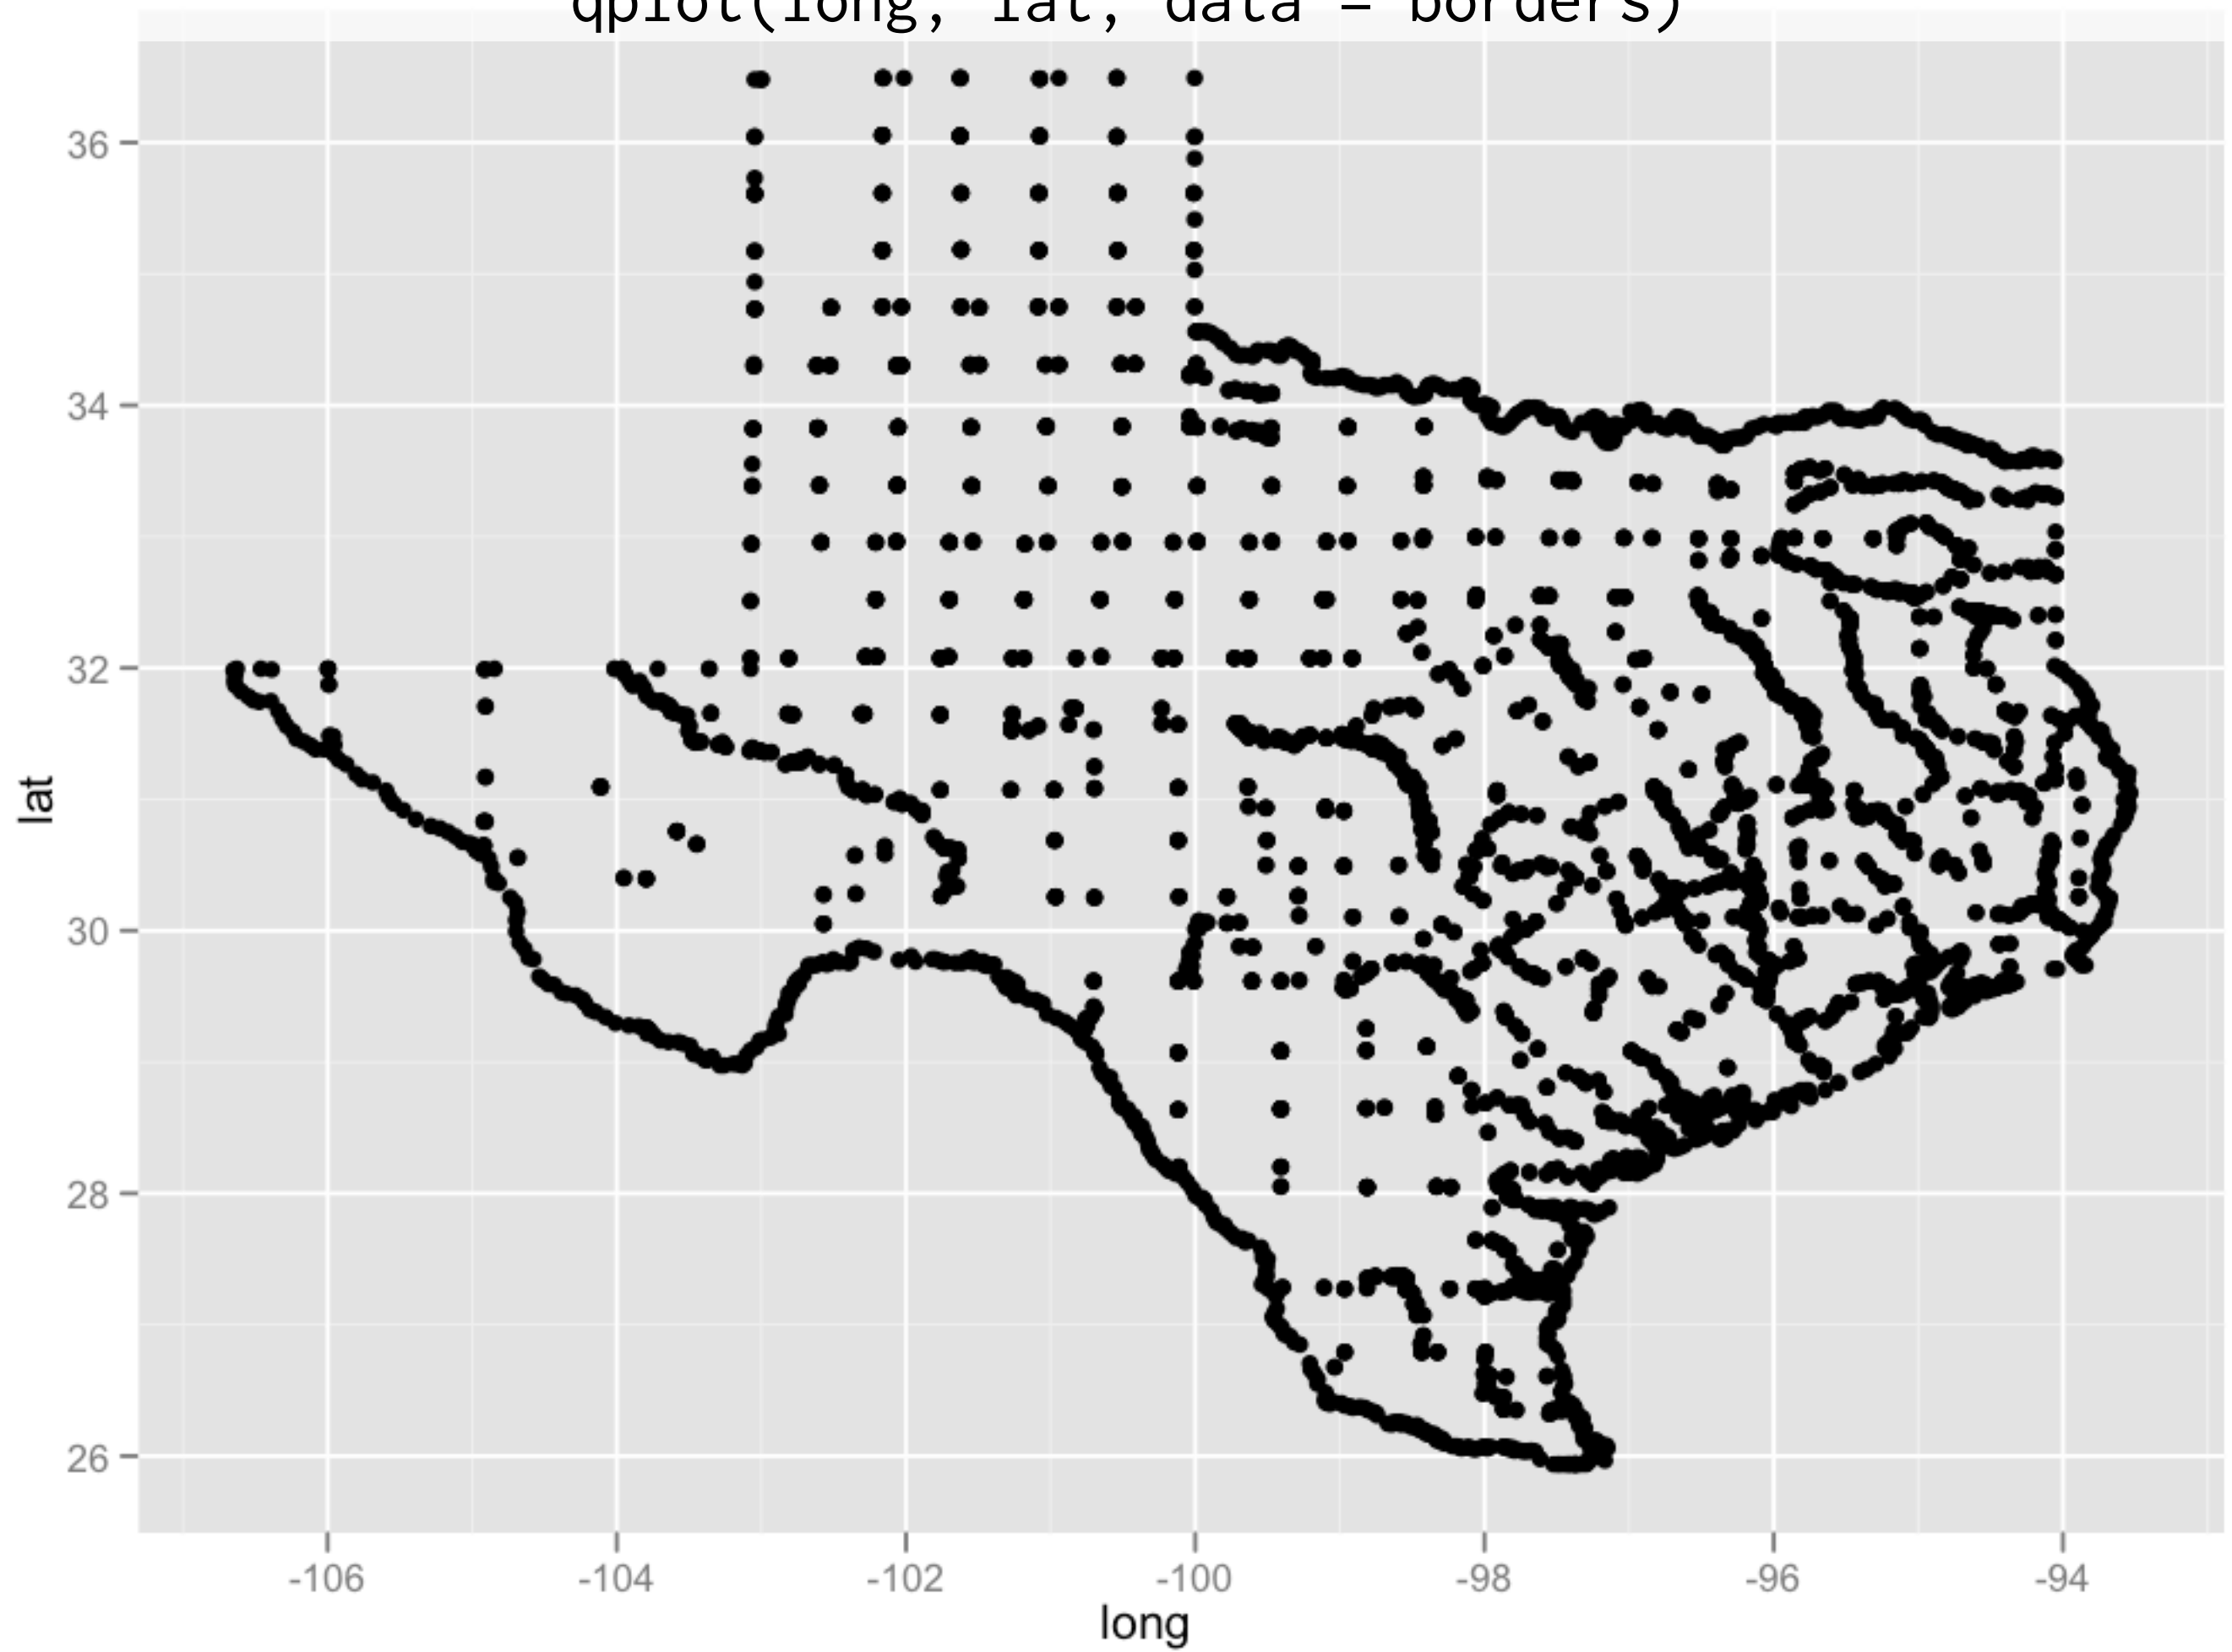 qplot(long, lat, data = borders)
36
34
32
30
28
26
lat
-106 -104 -102 -100 -98 -96 -94
long